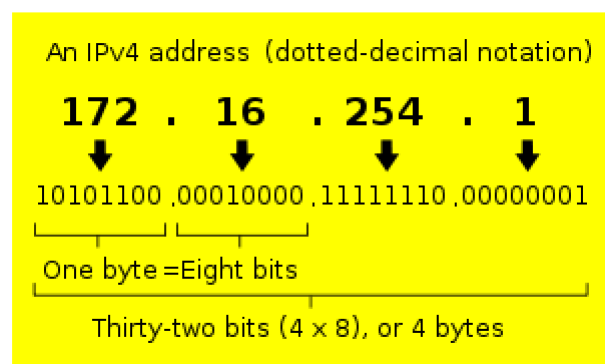 An IPv4 address (dotted-decimal notation)
172 . 16 . 254 . 1
10101100 .00010000 .11111110 .00000001
One byte =Eight bits
Thirty-two bits (4 x 8), or 4 bytes